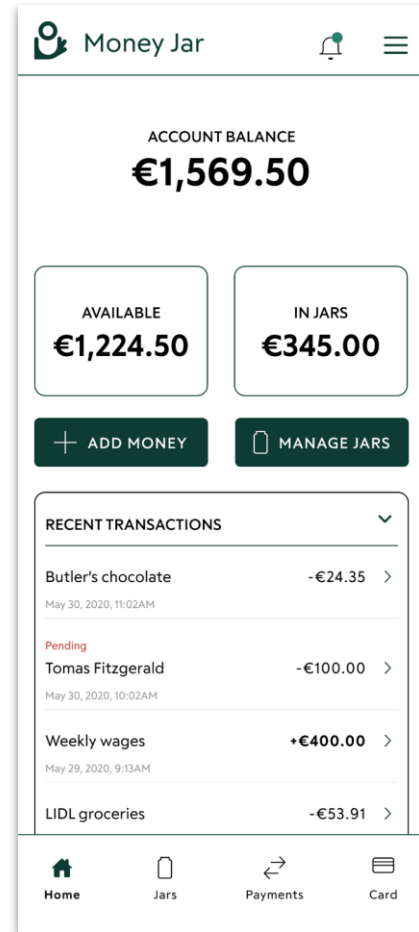 Money Jar
ACCOUNT BALANCE
€1,569.50
AVAILABLE
€1,224.50
IN JARS
€345.00
ADD MONEY
MANAGE JARS
RECENT TRANSACTIONS
Butler's chocolate -€24.35
May 30, 2020, 11:02AM
Pending
Tomas Fitzgerald -€100.00
May 30, 2020, 10:02AM
Weekly wages +€400.00
May 29, 2020, 9:13AM
LIDL groceries -€53.91
Home Jars Payments Card